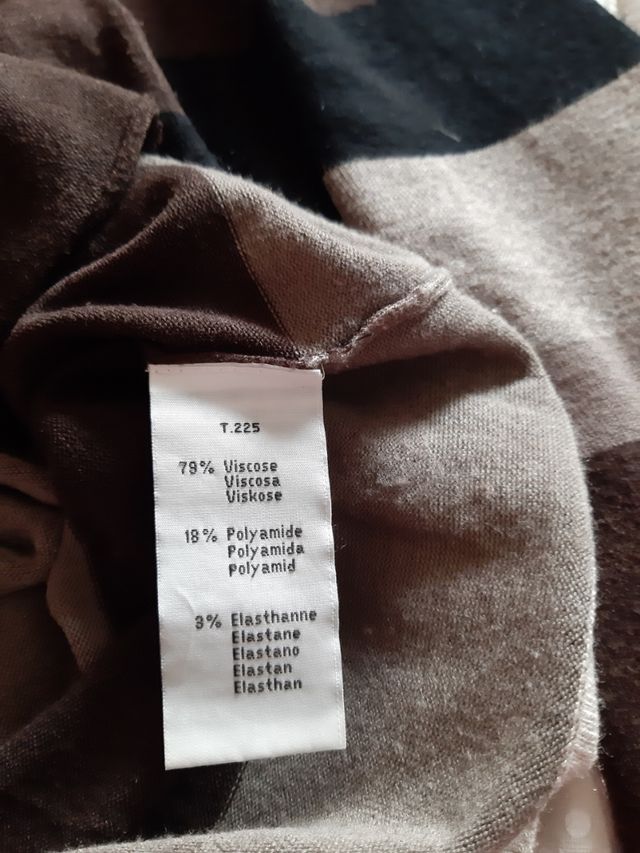 T.225
79% Viscose
Viscosa
Viskose
18% Polyamide
Polyamida
Polyamid
3% Elasthanne
Elastane
Elastano
Elastan
Elasthan